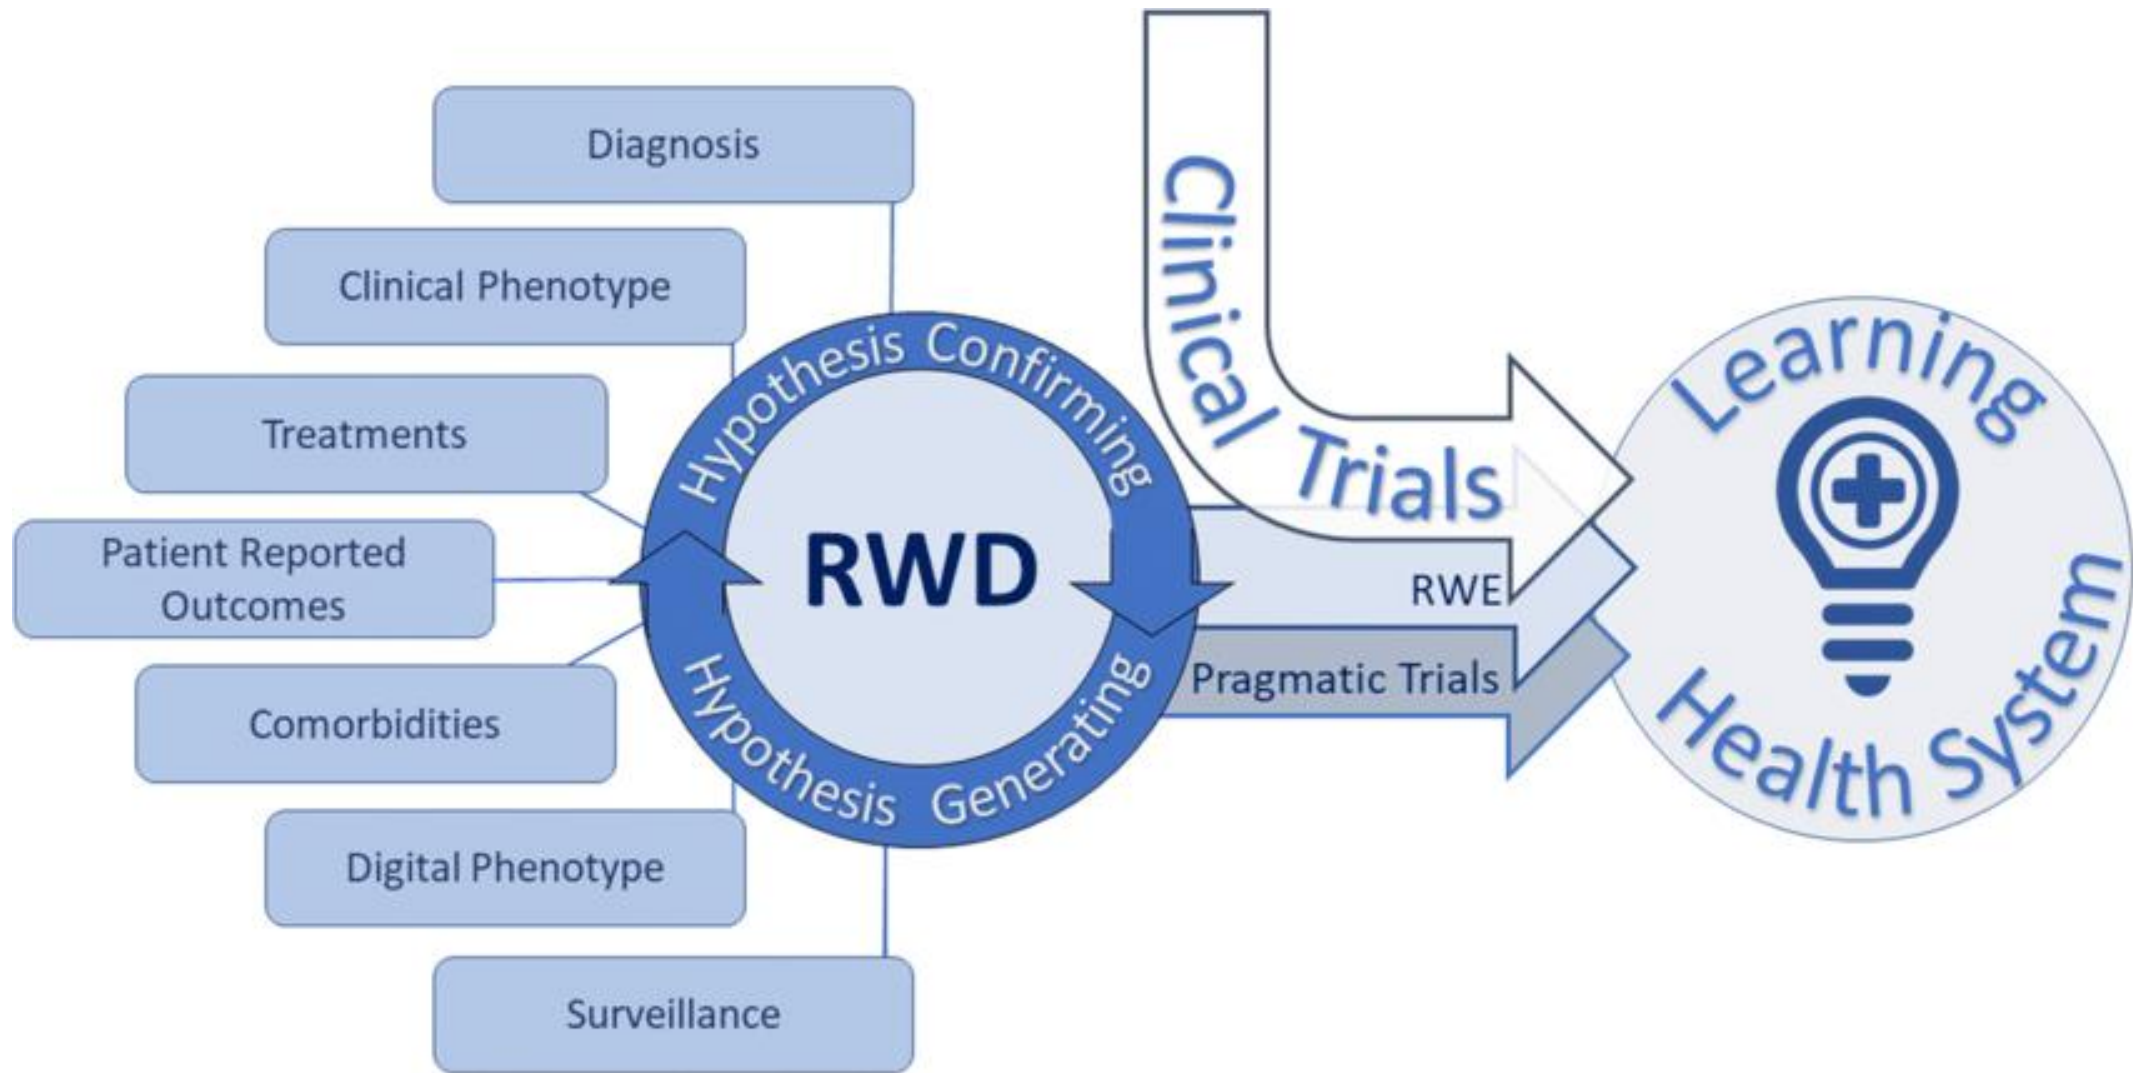 Diagnosis
Clinical Phenotype
Treatments
Patient Reported
Outcomes
Comorbidities
Digital Phenotype
Surveillance
Hypothesis Confirming
RWD
Hypothesis Generating
Clinical Trials
RWE
Pragmatic Trials
Learning
Health System